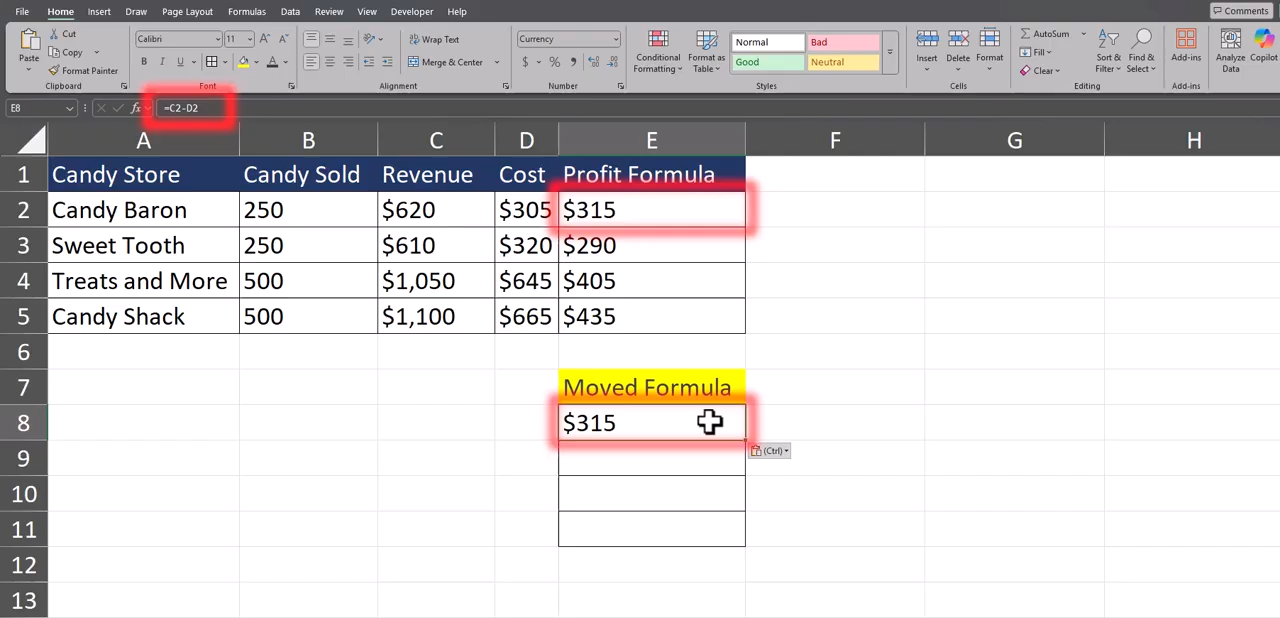 File Home Insert Draw Page Layout Formulas Data Review View Developer Help Comments
Paste Cut Copy Format Painter Clipboard
Calibri 11 B I U A Font
Wrap Text Merge & Center Alignment
Currency $ % Number
Conditional Formatting Format as Table Normal Bad Good Neutral Styles
Insert Delete Format Cells
AutoSum Fill Clear Sort & Filter Find & Select Editing
Add-ins Add-ins
Analyze Data Copilot
E8 fx =C2-D2
A B C D E F G H
1 Candy Store Candy Sold Revenue Cost Profit Formula
2 Candy Baron 250 $620 $305 $315
3 Sweet Tooth 250 $610 $320 $290
4 Treats and More 500 $1,050 $645 $405
5 Candy Shack 500 $1,100 $665 $435
6
7 Moved Formula
8 $315
9 (Ctrl)
10
11
12
13